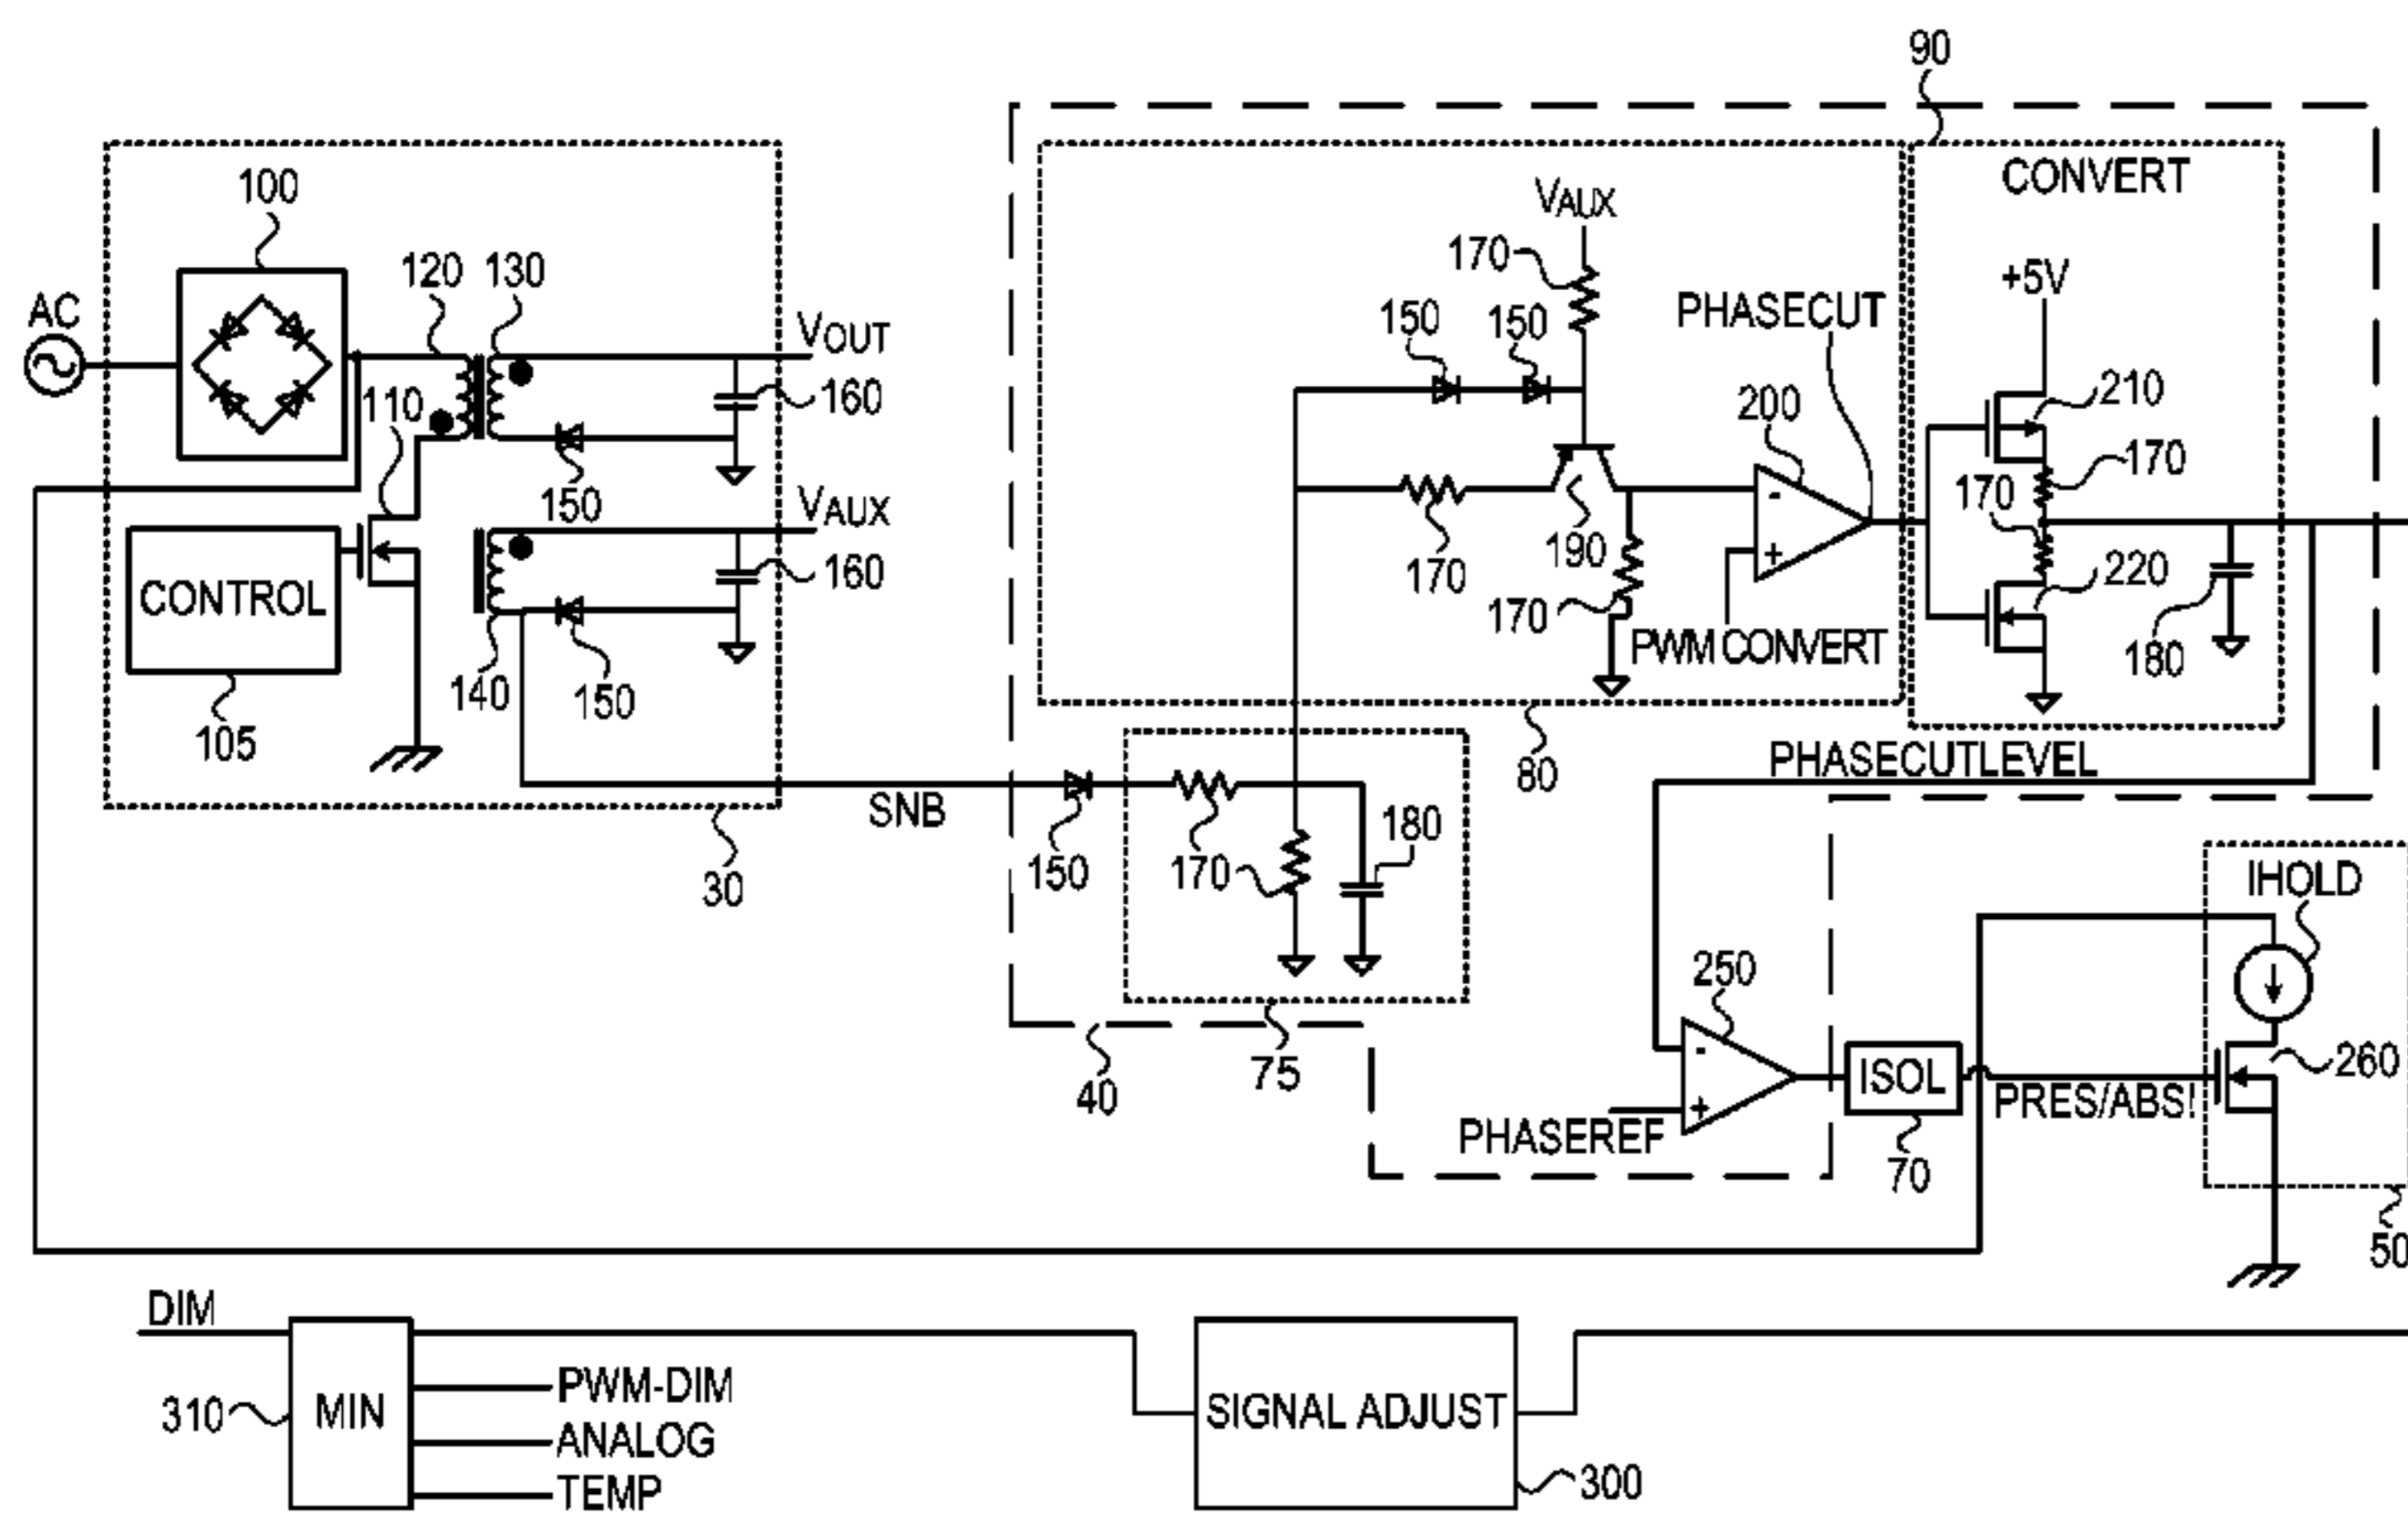 90
100
CONVERT
VAUX
120
130
170
+5V
AC
PHASECUT
150
150
VOUT
110
160
200
210
170
170
150
VAUX
190
160
170
220
CONTROL
170
PWM CONVERT
180
140
150
105
PHASECUTLEVEL
80
SNB
180
150
170
30
IHOLD
250
75
40
ISOL
260
PRES/ABS!
PHASEREF
70
50
DIM
PWM-DIM
310
MIN
SIGNAL ADJUST
ANALOG
TEMP
300
-
+
-
+